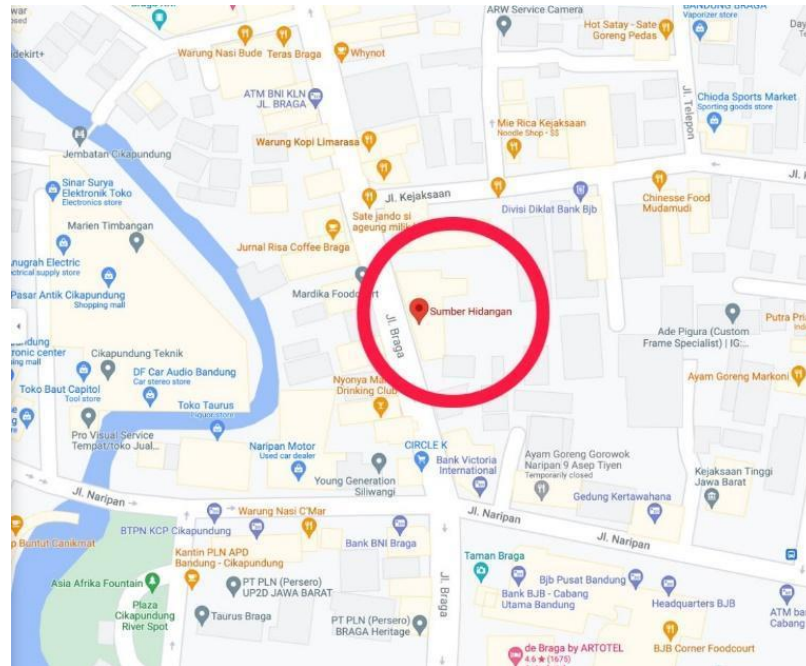 ARW Service Camera
BANDUNG BRAGA
Vaporizer store
Hot Satay - Sate
Goreng Pedas
Warung Nasi Bude
Teras Braga
Whynot
ATM BNI KLN
JL. BRAGA
Jl. Telepon
Chioda Sports Market
Sporting goods store
Mie Rica Kejaksaan
Noodle Shop · $$
Warung Kopi Limarasa
Jembatan Cikapundung
Sinar Surya
Elektronik Toko
Electronics store
Jl. Kejaksaan
Divisi Diklat Bank Bjb
Chinesse Food
Mudamudi
Sate jando si
ageung milik
Marien Timbangan
Jurnal Risa Coffee Braga
Anugrah Electric
Pasar Antik Cikapundung
Shopping mall
Mardika Foodcourt
Sumber Hidangan
Jl. Braga
Ade Pigura (Custom
Frame Specialist) | IG:...
Putra
Cikapundung Teknik
DF Car Audio Bandung
Car stereo store
Toko Baut Capitol
Tool store
Toko Taurus
Liquor store
Nyonya
Drinking Club
Ayam Goreng Markoni
Pro Visual Service
Tempat/toko Jual...
Naripan Motor
Used car dealer
CIRCLE K
Bank Victoria
International
Ayam Goreng Gorowok
Naripan 9 Asep Tiyen
Temporarily closed
Young Generation
Siliwangi
Kejaksaan Tinggi
Jawa Barat
Gedung Kertawahana
Jl. Naripan
Warung Nasi C'Mar
BTPN KCP Cikapundung
Bank BNI Braga
Jl. Naripan
Jl. Naripan
Buntut Canikmat
Kantin PLN APD
Bandung - Cikapundung
Taman Braga
Asia Afrika Fountain
PT PLN (Persero)
UP2D JAWA BARAT
Jl. Braga
Bjb Pusat Bandung
Bank BJB - Cabang
Utama Bandung
Headquarters BJB
ATM
Cabang
Plaza
Cikapundung
River Spot
Taurus Braga
PT PLN (Persero)
BRAGA Heritage
de Braga by ARTOTEL
4.6 ★ (1675)
BJB Corner Foodcourt